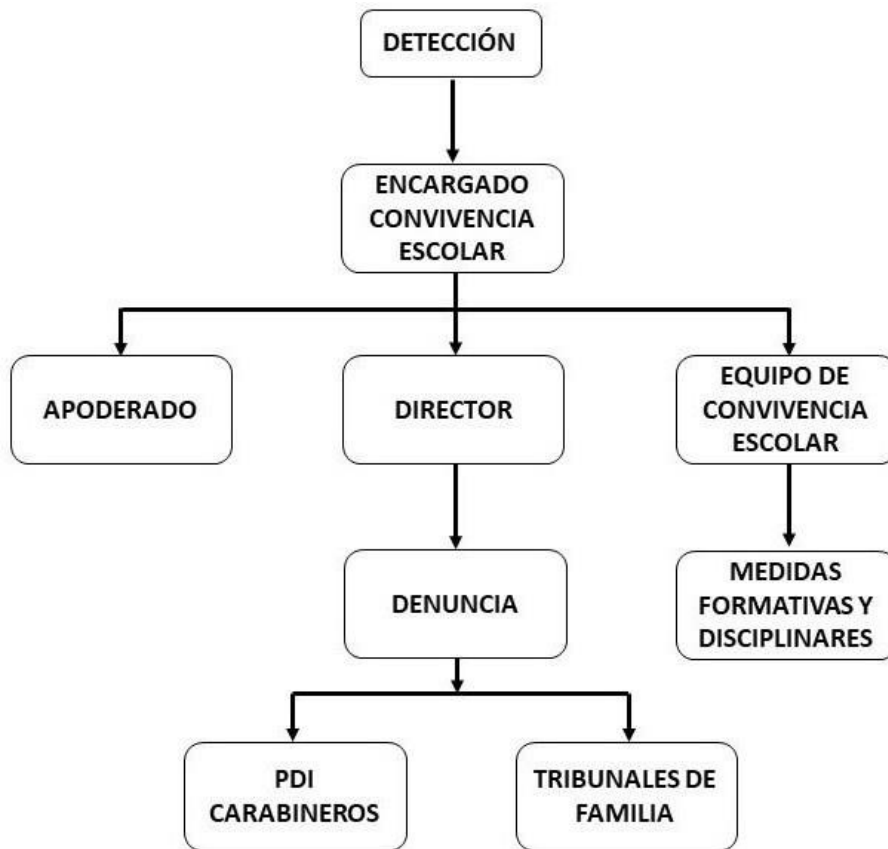 DETECCIÓN
ENCARGADO
CONVIVENCIA
ESCOLAR
APODERADO
DIRECTOR
EQUIPO DE
CONVIVENCIA
ESCOLAR
DENUNCIA
MEDIDAS
FORMATIVAS Y
DISCIPLINARES
PDI
CARABINEROS
TRIBUNALES DE
FAMILIA